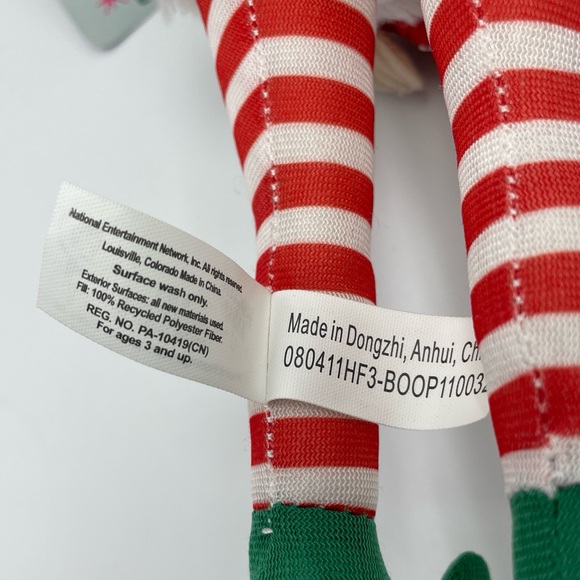 National Entertainment Network, Inc. All rights reserved.
Louisville, Colorado Made in China.
Surface wash only.
Exterior Surfaces: all new materials used.
Fill: 100% Recycled Polyester Fiber.
REG. NO. PA-10419(CN)
For ages 3 and up.
Made in Dongzhi, Anhui, Ch
080411HF3-BOOP110032